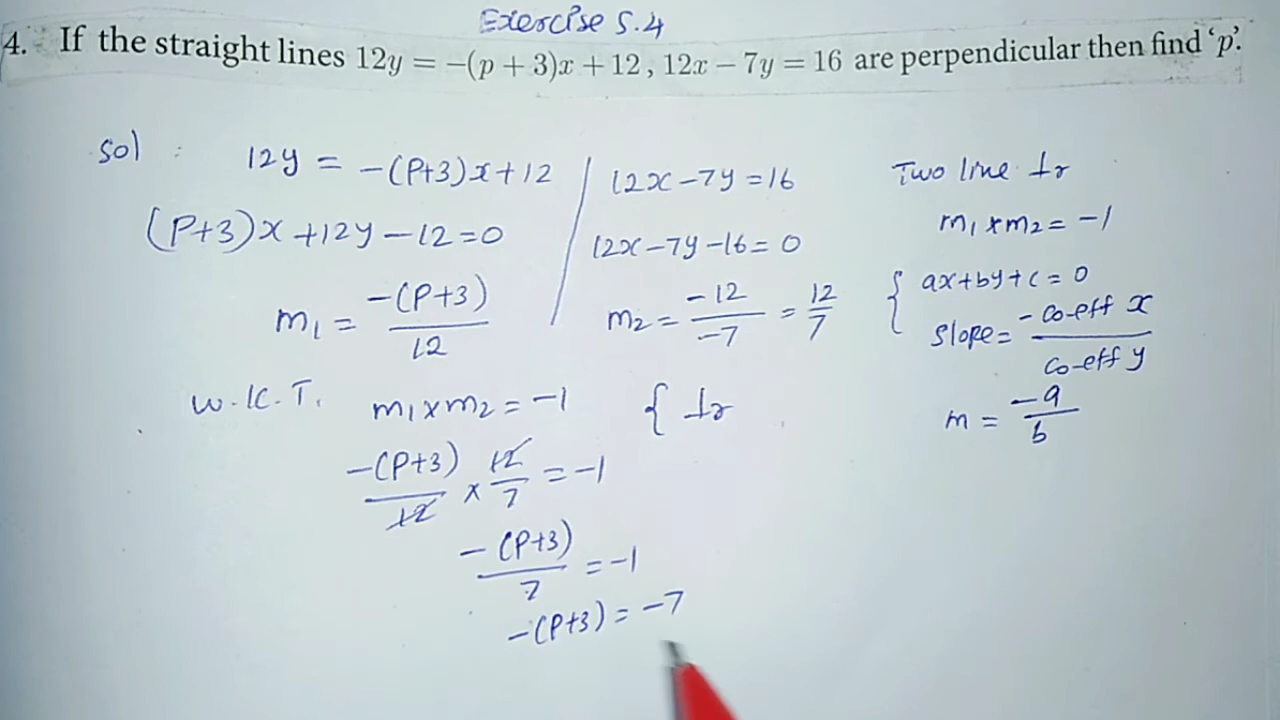 Exercise 5.4
4. If the straight lines 12y = -(p + 3)x + 12 , 12x - 7y = 16 are perpendicular then find 'p'.
Sol : 12y = -(P+3)x+12
(P+3)x+12y-12=0
m₁ = -(P+3)/12
12x-7y=16
12x-7y-16=0
m₂ = -12/-7 = 12/7
Two line ⊥r
m₁ x m₂ = -1
{ ax+by+c=0
Slope = -co-eff x/co-eff y
m = -a/b
W.K.T. m₁ x m₂ = -1 { ⊥r
-(P+3)/12 x 12/7 = -1
-(P+3)/7 = -1
-(P+3) = -7